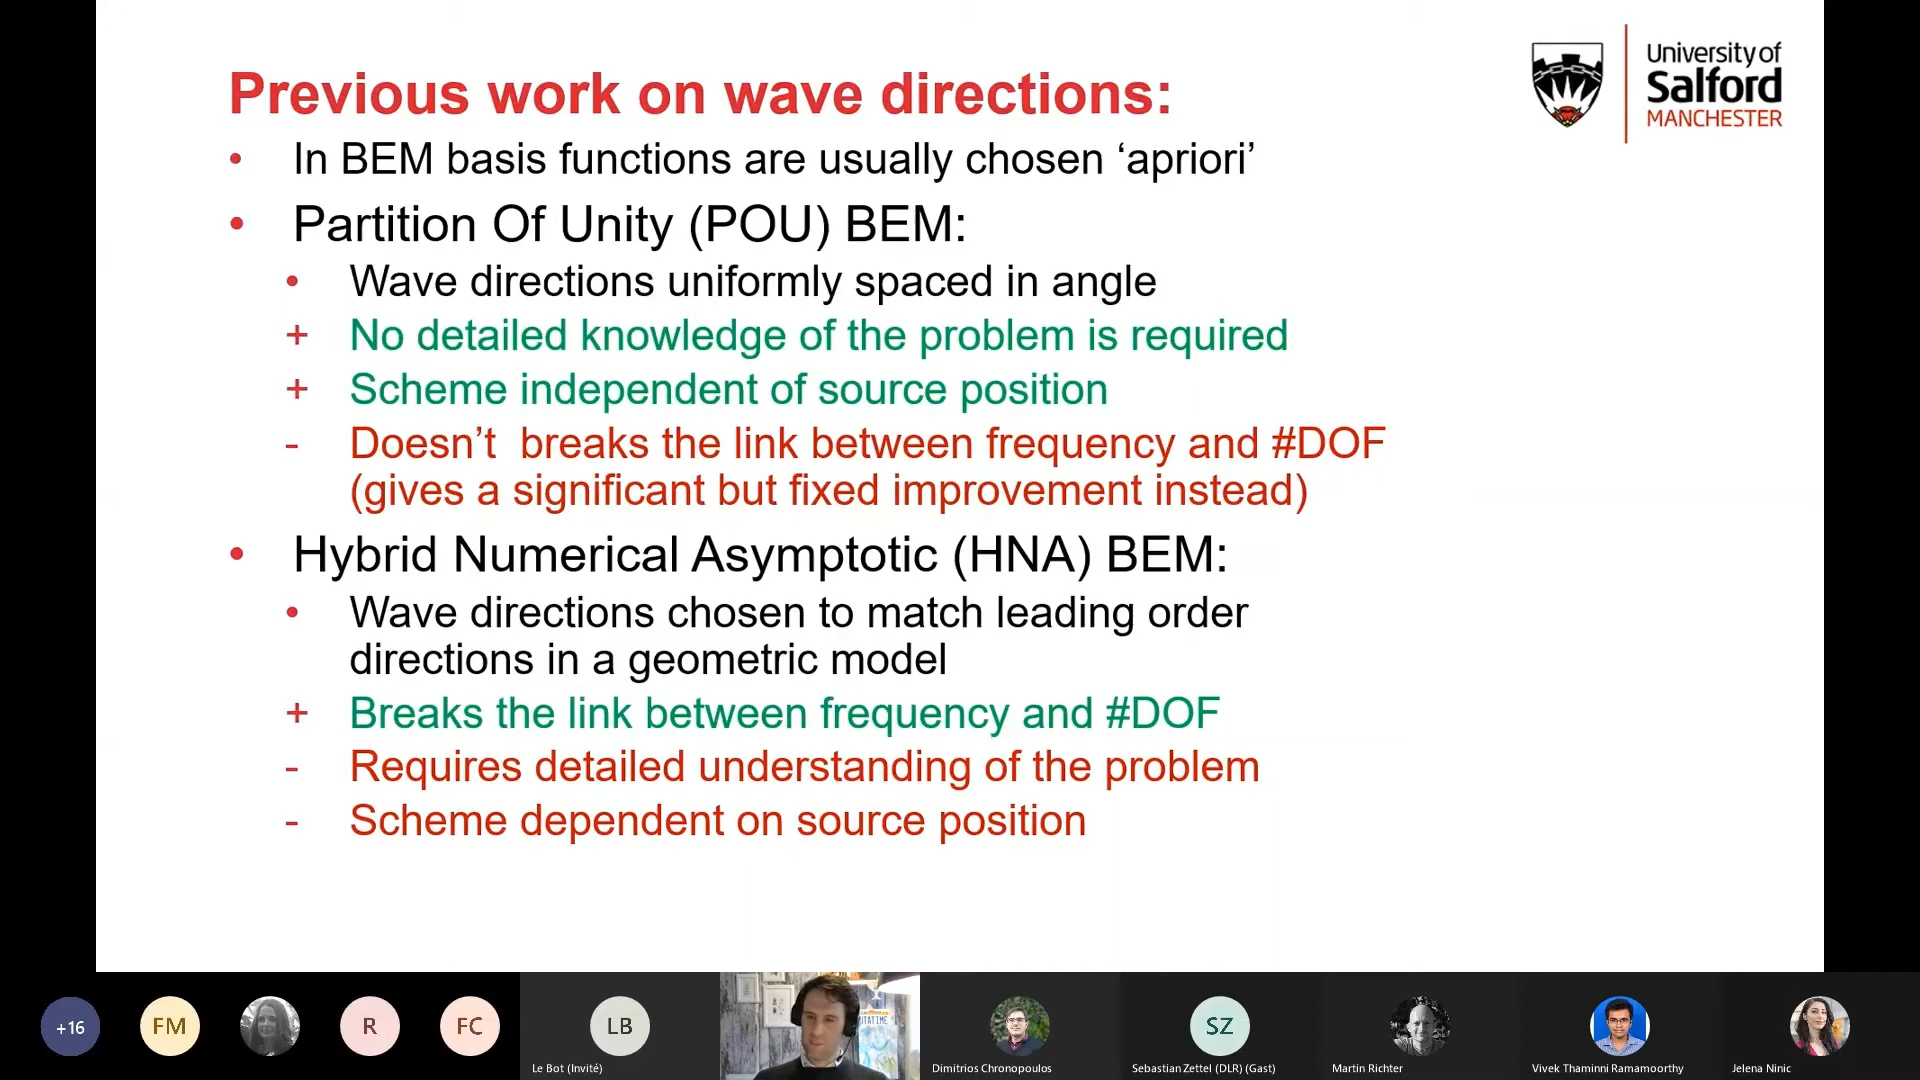 Previous work on wave directions:
University of
Salford
MANCHESTER
• In BEM basis functions are usually chosen ‘apriori’
• Partition Of Unity (POU) BEM:
• Wave directions uniformly spaced in angle
+ No detailed knowledge of the problem is required
+ Scheme independent of source position
- Doesn’t  breaks the link between frequency and #DOF
(gives a significant but fixed improvement instead)
• Hybrid Numerical Asymptotic (HNA) BEM:
• Wave directions chosen to match leading order
directions in a geometric model
+ Breaks the link between frequency and #DOF
- Requires detailed understanding of the problem
- Scheme dependent on source position
+16
FM
R
FC
LB
SZ
Le Bot (Invité)
Dimitrios Chronopoulos
Sebastian Zettel (DLR) (Gast)
Martin Richter
Vivek Thaminni Ramamoorthy
Jelena Ninic